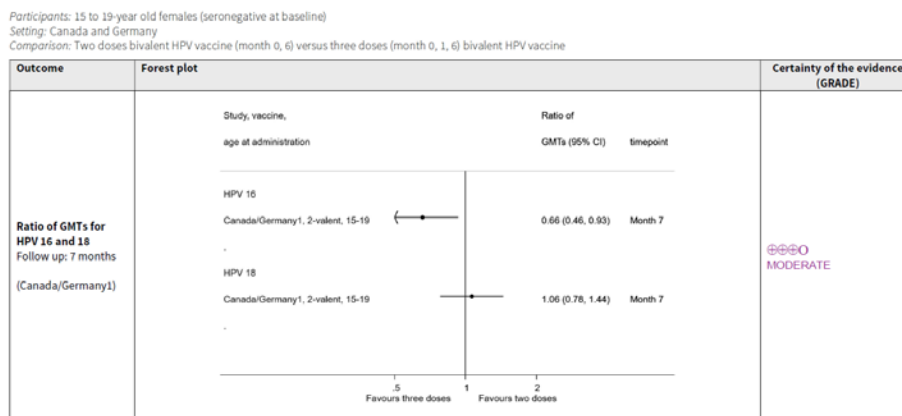 Participants: 15 to 19-year old females (seronegative at baseline)
Setting: Canada and Germany
Comparison: Two doses bivalent HPV vaccine (month 0, 6) versus three doses (month 0, 1, 6) bivalent HPV vaccine
Outcome
Forest plot
Certainty of the evidence
(GRADE)
Study, vaccine,
age at administration
Ratio of
GMTs (95% CI)
timepoint
HPV 16
Canada/Germany1, 2-valent, 15-19
0.66 (0.46, 0.93)
Month 7
.
HPV 18
Canada/Germany1, 2-valent, 15-19
1.06 (0.78, 1.44)
Month 7
.
.5
1
2
Favours three doses
Favours two doses
Ratio of GMTs for
HPV 16 and 18
Follow up: 7 months
(Canada/Germany1)
⊕⊕⊕O
MODERATE